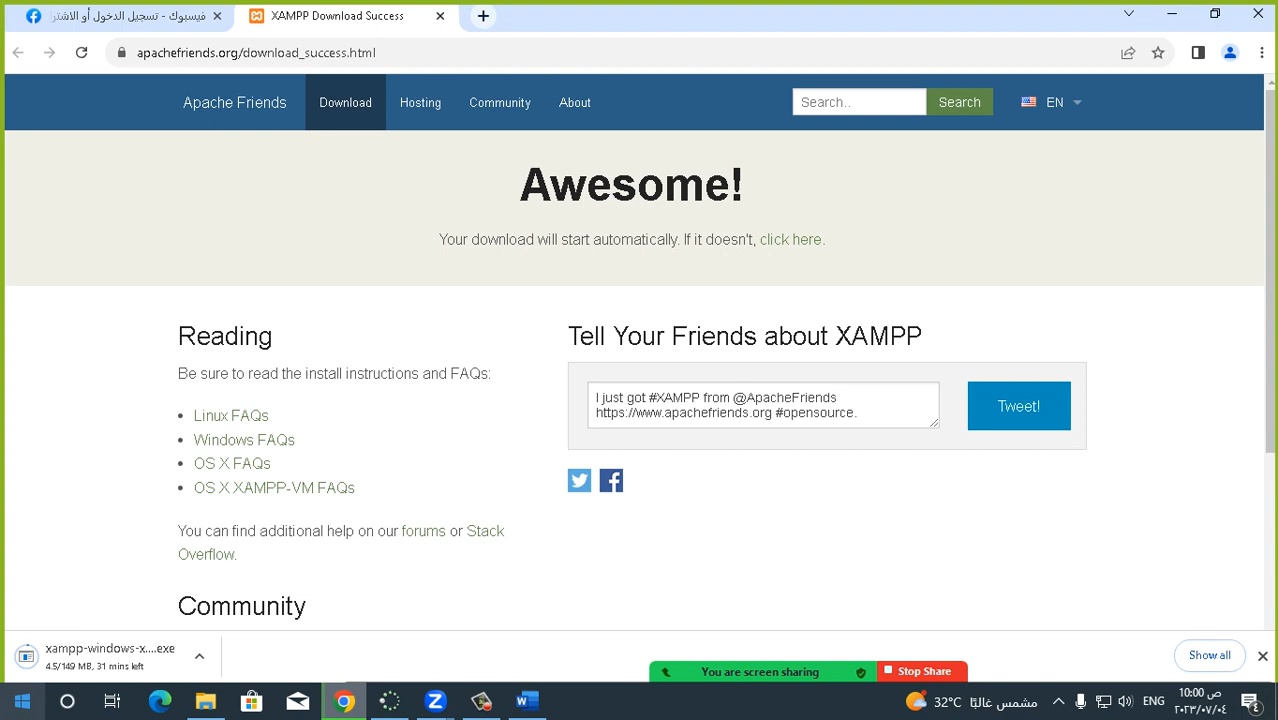 فيسبوك - تسجيل الدخول أو الاشترا
XAMPP Download Success
apachefriends.org/download_success.html
Apache Friends
Download
Hosting
Community
About
Search..
Search
EN
Awesome!
Your download will start automatically. If it doesn't, click here.
Reading
Be sure to read the install instructions and FAQs:
Linux FAQs
Windows FAQs
OS X FAQs
OS X XAMPP-VM FAQs
You can find additional help on our forums or Stack
Overflow.
Community
Tell Your Friends about XAMPP
I just got #XAMPP from @ApacheFriends
https://www.apachefriends.org #opensource.
Tweet!
xampp-windows-x....exe
4.5/149 MB, 31 mins left
Show all
You are screen sharing
Stop Share
32°C مشمس غالبًا
ENG
10:00 ص
٢٠٢٣/٠٧/٠٤
٤